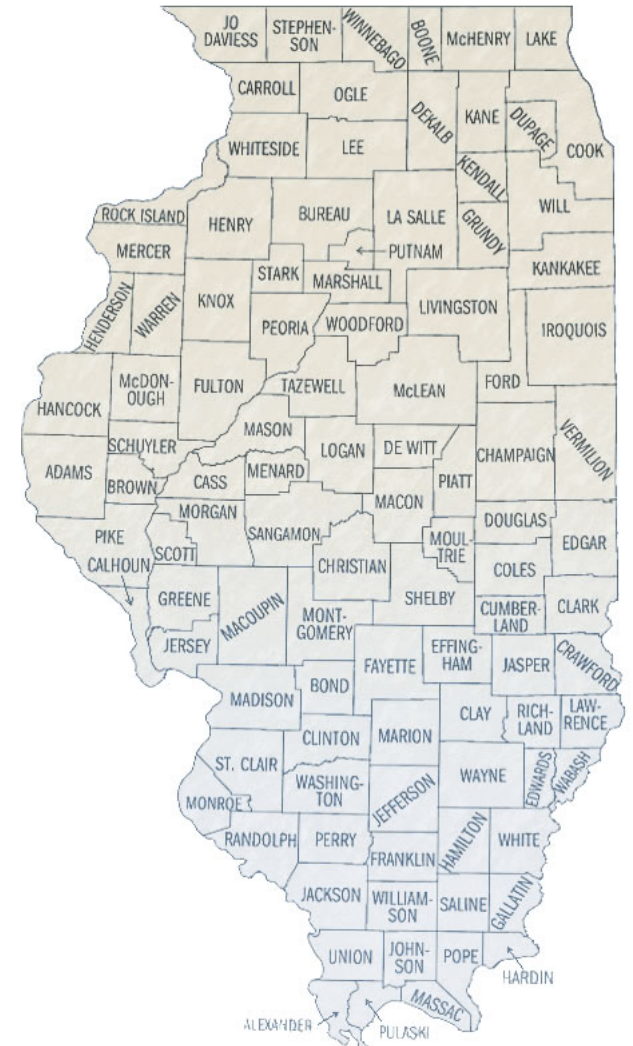 JO
DAVIESS
STEPHEN-
SON
WINNEBAGO
BOONE
McHENRY
LAKE
CARROLL
OGLE
DEKALB
KANE
DUPAGE
COOK
WHITESIDE
LEE
KENDALL
WILL
ROCK ISLAND
HENRY
BUREAU
LA SALLE
GRUNDY
MERCER
PUTNAM
KANKAKEE
STARK
MARSHALL
HENDERSON
WARREN
KNOX
PEORIA
WOODFORD
LIVINGSTON
IROQUOIS
HANCOCK
McDON-
OUGH
FULTON
TAZEWELL
McLEAN
FORD
MASON
SCHUYLER
LOGAN
DE WITT
CHAMPAIGN
VERMILION
ADAMS
BROWN
CASS
MENARD
PIATT
MACON
MORGAN
PIKE
SANGAMON
DOUGLAS
MOUL-
TRIE
EDGAR
SCOTT
CALHOUN
CHRISTIAN
COLES
GREENE
MACOUPIN
MONT-
GOMERY
SHELBY
CUMBER-
LAND
CLARK
JERSEY
FAYETTE
EFFING-
HAM
JASPER
CRAWFORD
MADISON
BOND
CLAY
RICH-
LAND
LAW-
RENCE
CLINTON
MARION
ST. CLAIR
WASHING-
TON
JEFFERSON
WAYNE
EDWARDS
WABASH
MONROE
RANDOLPH
PERRY
FRANKLIN
HAMILTON
WHITE
JACKSON
WILLIAM-
SON
SALINE
GALLATIN
UNION
JOHN-
SON
POPE
HARDIN
ALEXANDER
PULASKI
MASSAC